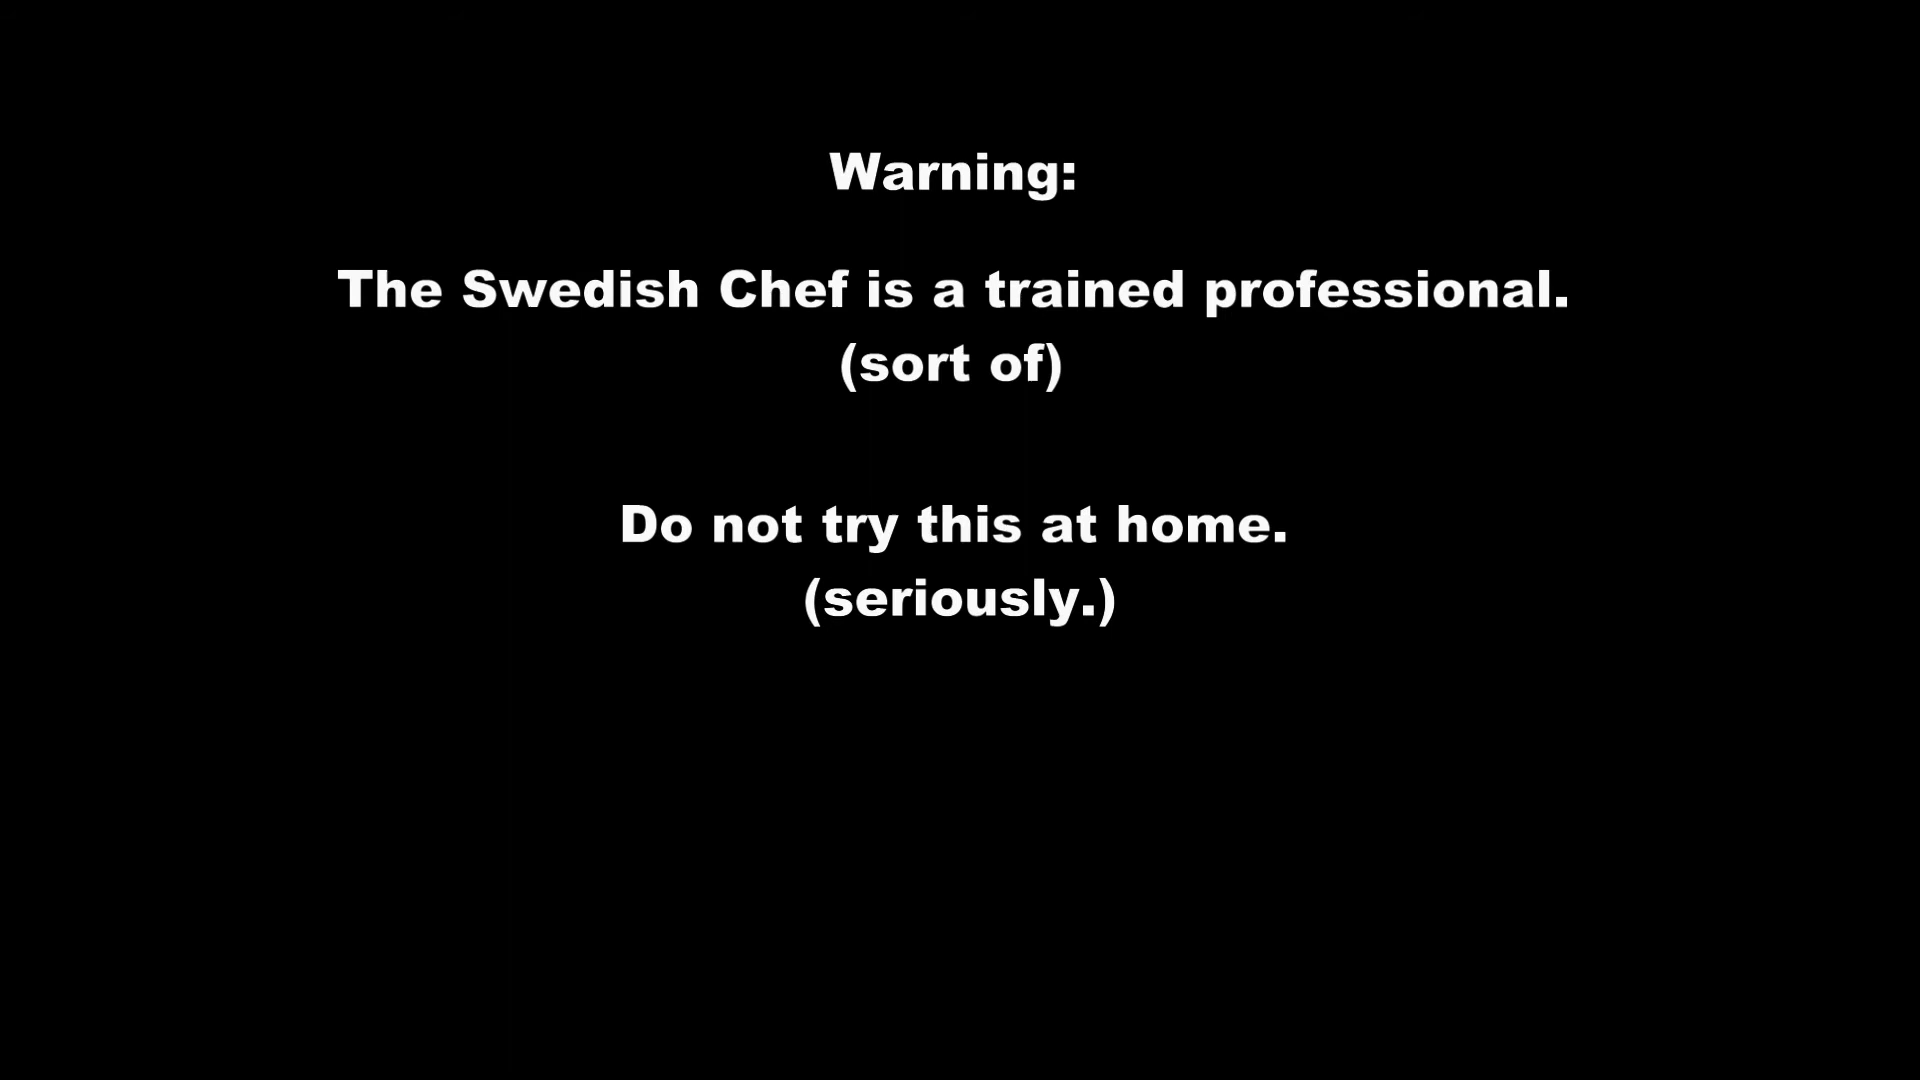 Warning:
The Swedish Chef is a trained professional.
(sort of)
Do not try this at home.
(seriously.)